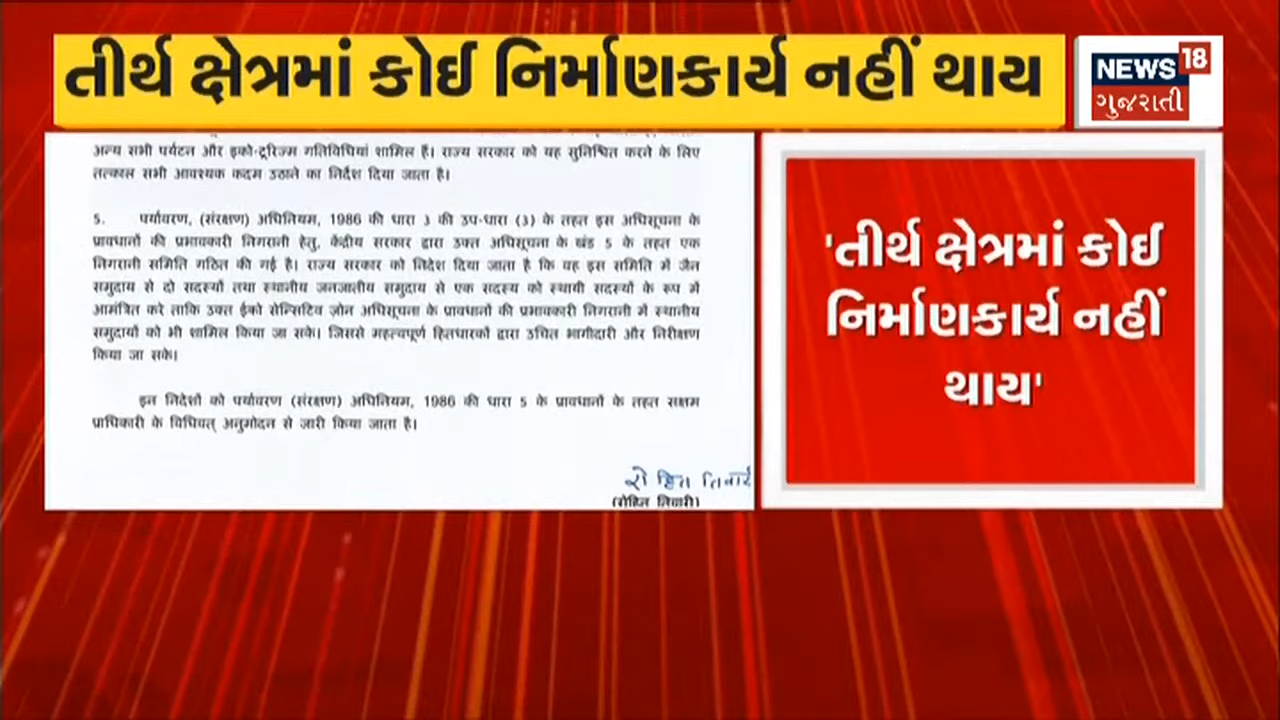 તીર્થ ક્ષેત્રમાં કોઈ નિર્માણકાર્ય નહીં થાય
NEWS 18
ગુજરાતી
अन्य सभी पर्यटन और इको-टूरिज्म गतिविधियां शामिल हैं। राज्य सरकार को यह सुनिश्चित करने के लिए
तत्काल सभी आवश्यक कदम उठाने का निर्देश दिया जाता है।
5. पर्यावरण, (संरक्षण) अधिनियम, 1986 की धारा 3 की उप-धारा (3) के तहत इस अधिसूचना के
प्रावधानों की प्रभावकारी निगरानी हेतु, केंद्रीय सरकार द्वारा उक्त अधिसूचना के खंड 5 के तहत एक
निगरानी समिति गठित की गई है। राज्य सरकार को निदेश दिया जाता है कि वह इस समिति में जैन
समुदाय से दो सदस्यों तथा स्थानीय जनजातीय समुदाय से एक सदस्य को स्थायी सदस्यों के रूप में
आमंत्रित करे ताकि उक्त ईको सेन्सिटिव ज़ोन अधिसूचना के प्रावधानों की प्रभावकारी निगरानी में स्थानीय
समुदायों को भी शामिल किया जा सके। जिससे महत्वपूर्ण हितधारकों द्वारा उचित भागीदारी और निरीक्षण
किया जा सके।
इन निदेशों को पर्यावरण (संरक्षण) अधिनियम, 1986 की धारा 5 के प्रावधानों के तहत सक्षम
प्राधिकारी के विधिवत् अनुमोदन से जारी किया जाता है।
रोहित तिवारी
(रोहित तिवारी)
'તીર્થ ક્ષેત્રમાં કોઈ
નિર્માણકાર્ય નહીં
થાય'